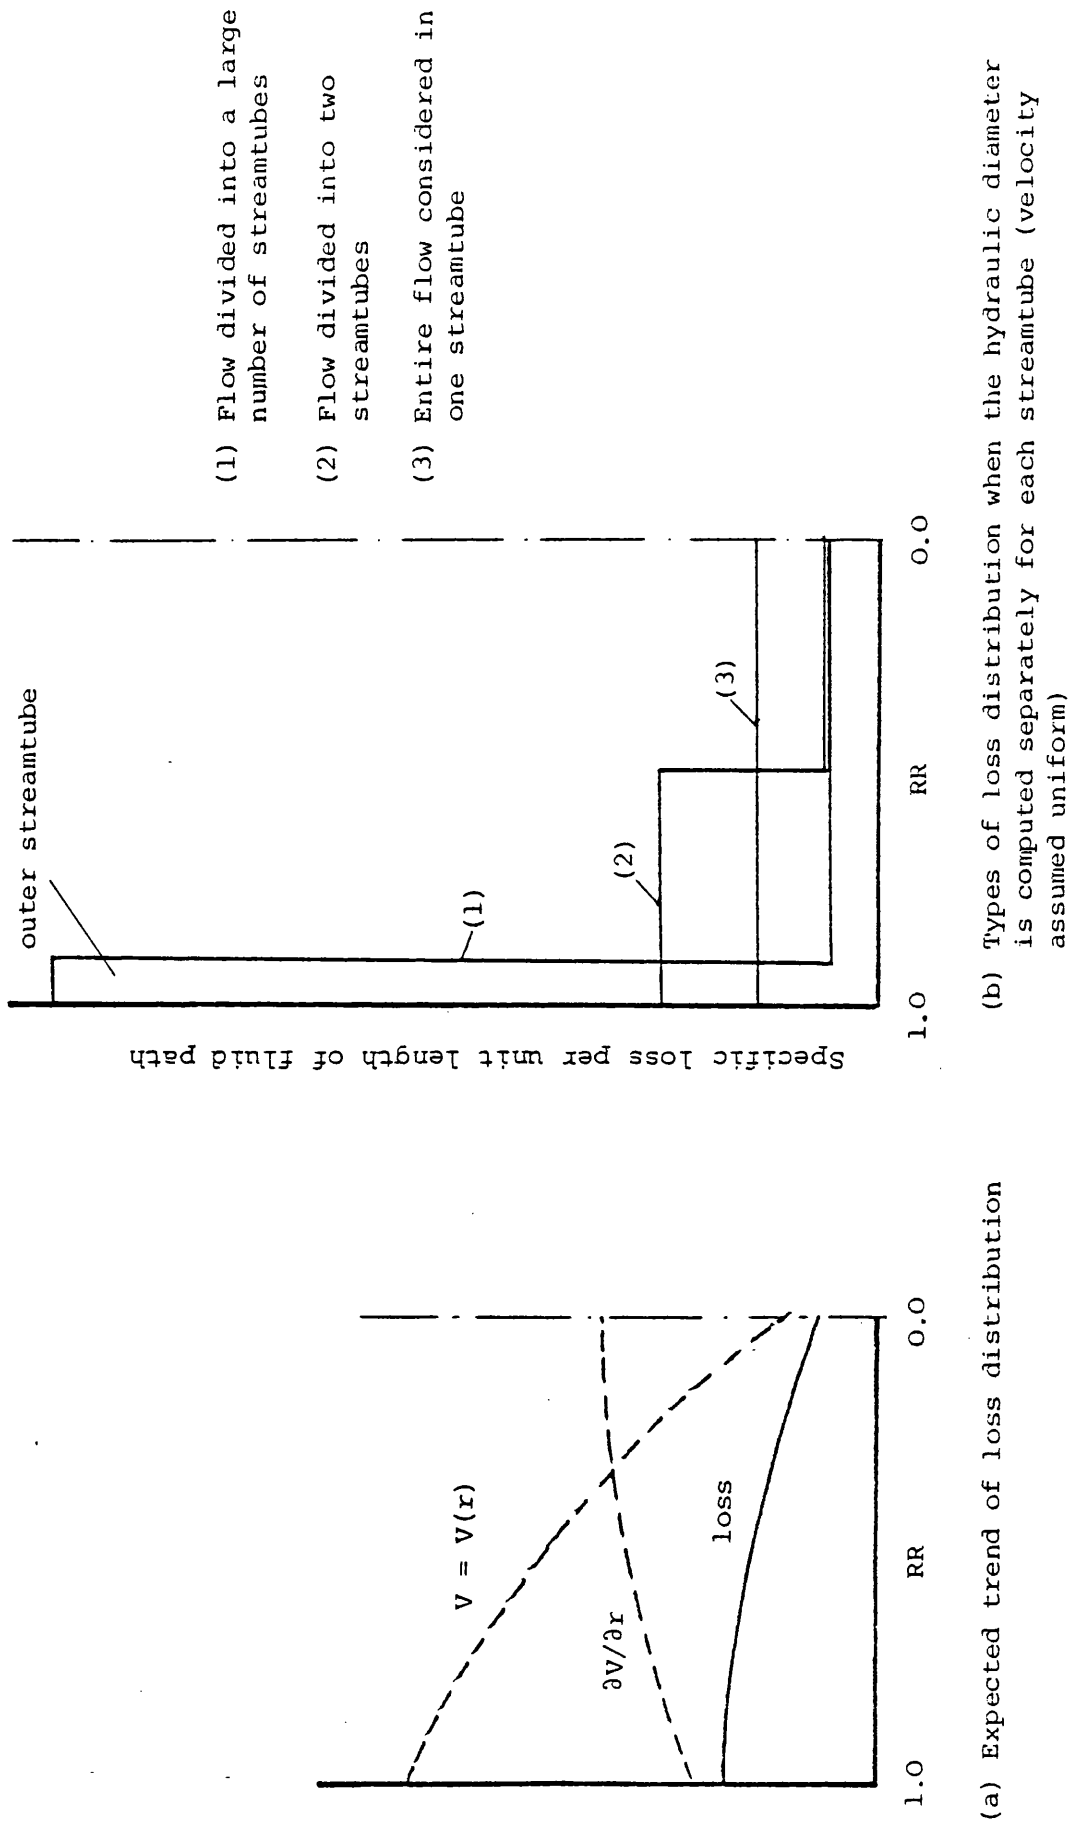 V = V(r)
∂V/∂r
loss
1.0
RR
0.0
(a) Expected trend of loss distribution
Specific loss per unit length of fluid path
outer streamtube
(1)
(2)
(3)
1.0
RR
0.0
(1) Flow divided into a large
number of streamtubes
(2) Flow divided into two
streamtubes
(3) Entire flow considered in
one streamtube
(b) Types of loss distribution when the hydraulic diameter
is computed separately for each streamtube (velocity
assumed uniform)